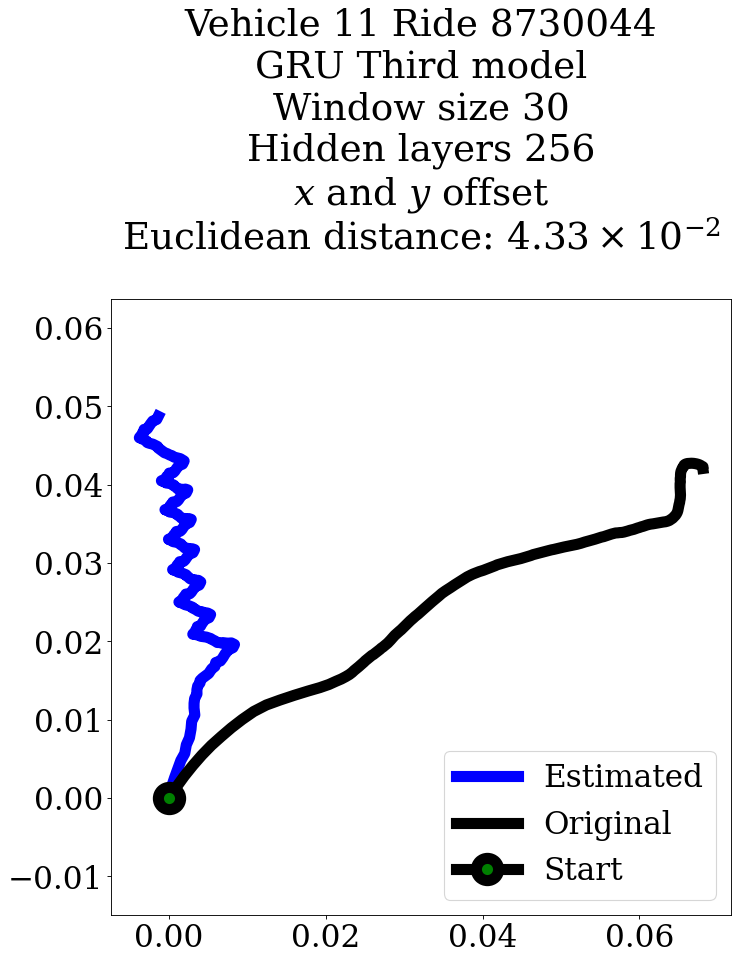 Vehicle 11 Ride 8730044
GRU Third model
Window size 30
Hidden layers 256
x and y offset
Euclidean distance: 4.33 × 10⁻²
0.06
0.05
0.04
0.03
0.02
0.01
0.00
−0.01
Estimated
Original
Start
0.00 0.02 0.04 0.06